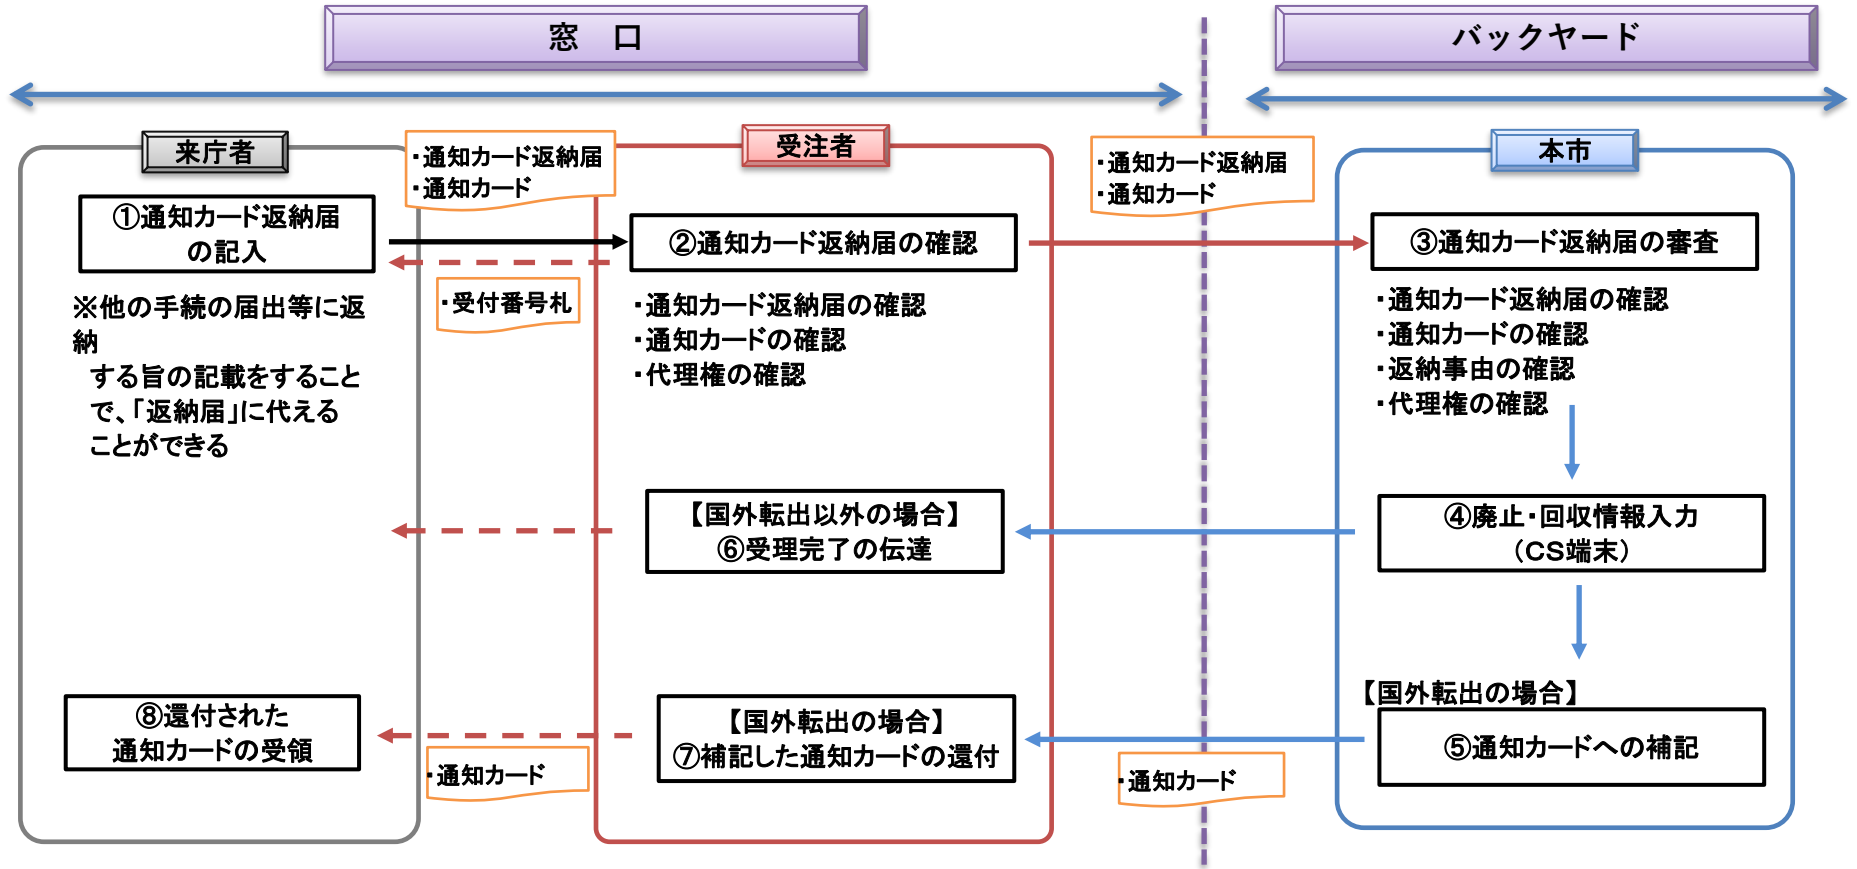 窓　口
バックヤード
来庁者
①通知カード返納届
の記入
※他の手続の届出等に返
納
する旨の記載をすること
で、「返納届」に代える
ことができる
・通知カード返納届
・通知カード
・受付番号札
受注者
②通知カード返納届の確認
・通知カード返納届の確認
・通知カードの確認
・代理権の確認
・通知カード返納届
・通知カード
本市
③通知カード返納届の審査
・通知カード返納届の確認
・通知カードの確認
・返納事由の確認
・代理権の確認
④廃止・回収情報入力
（CS端末）
【国外転出以外の場合】
⑥受理完了の伝達
【国外転出の場合】
⑤通知カードへの補記
・通知カード
【国外転出の場合】
⑦補記した通知カードの還付
・通知カード
⑧還付された
通知カードの受領